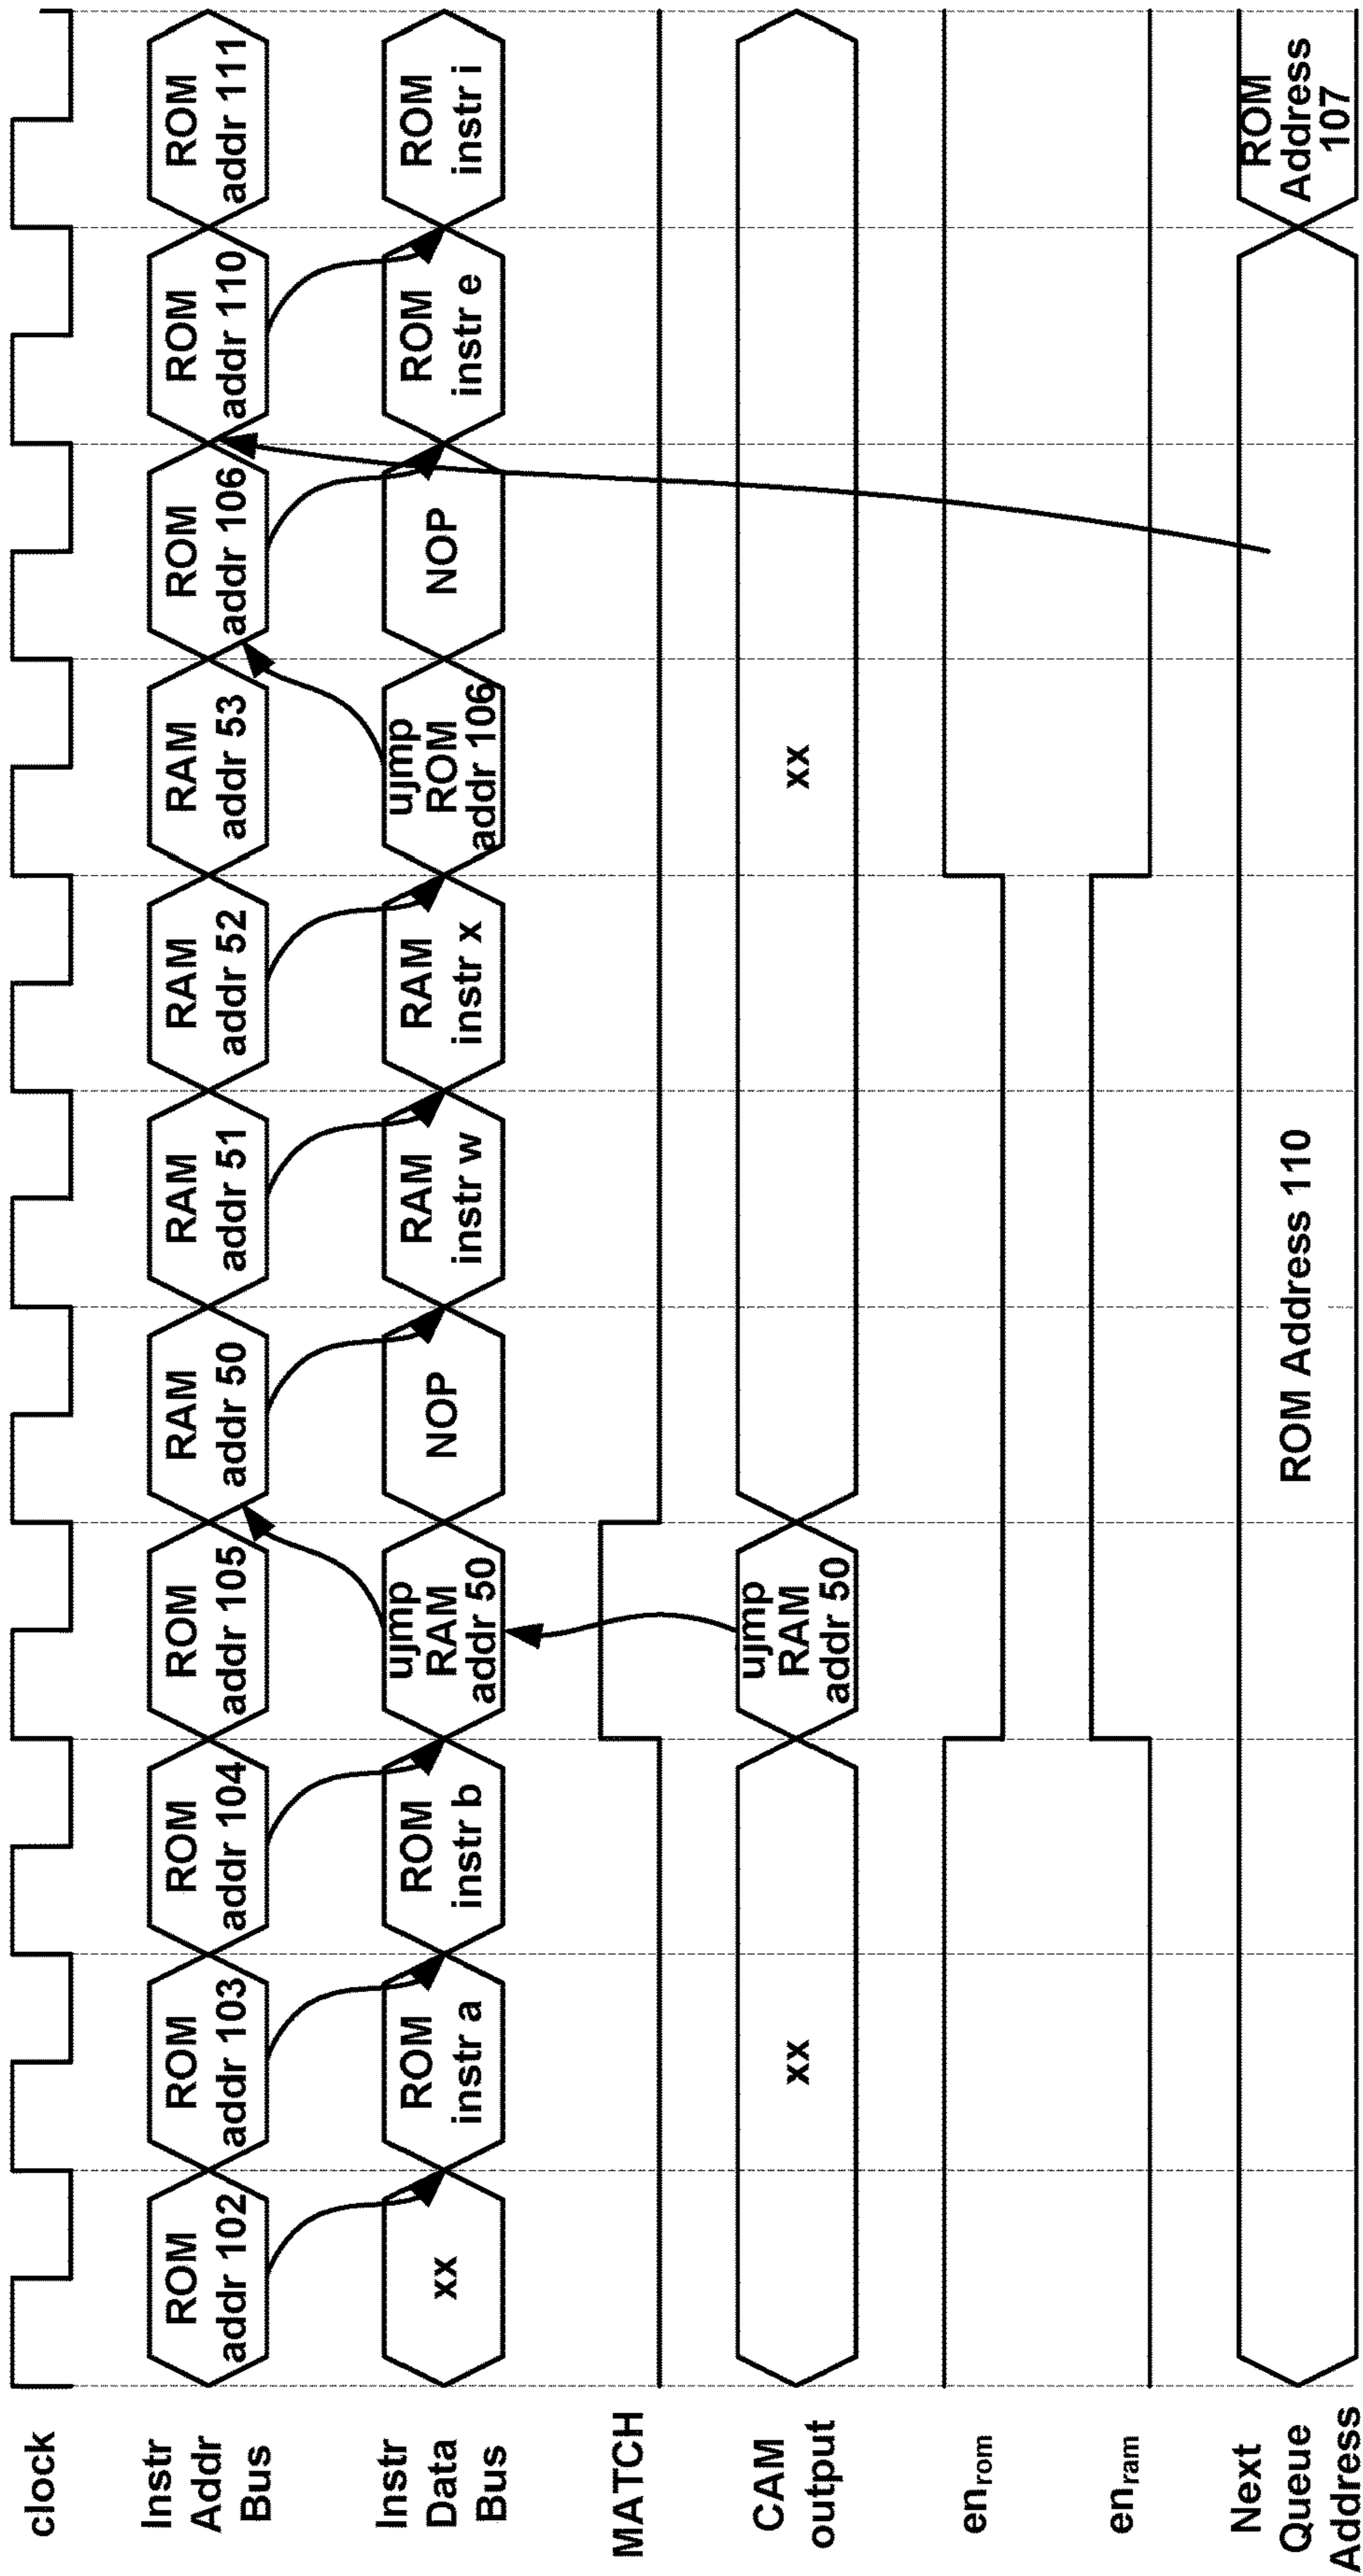 clock
Instr
Addr
Bus
ROM
addr 102
ROM
addr 103
ROM
addr 104
ROM
addr 105
RAM
addr 50
RAM
addr 51
RAM
addr 52
RAM
addr 53
ROM
addr 106
ROM
addr 110
ROM
addr 111
Instr
Data
Bus
xx
ROM
instr a
ROM
instr b
ujmp
RAM
addr 50
NOP
RAM
instr w
RAM
instr x
ujmp
ROM
addr 106
NOP
ROM
instr e
ROM
instr i
MATCH
CAM
output
xx
ujmp
RAM
addr 50
xx
enrom
enram
Next
Queue
Address
ROM Address 110
ROM
Address
107